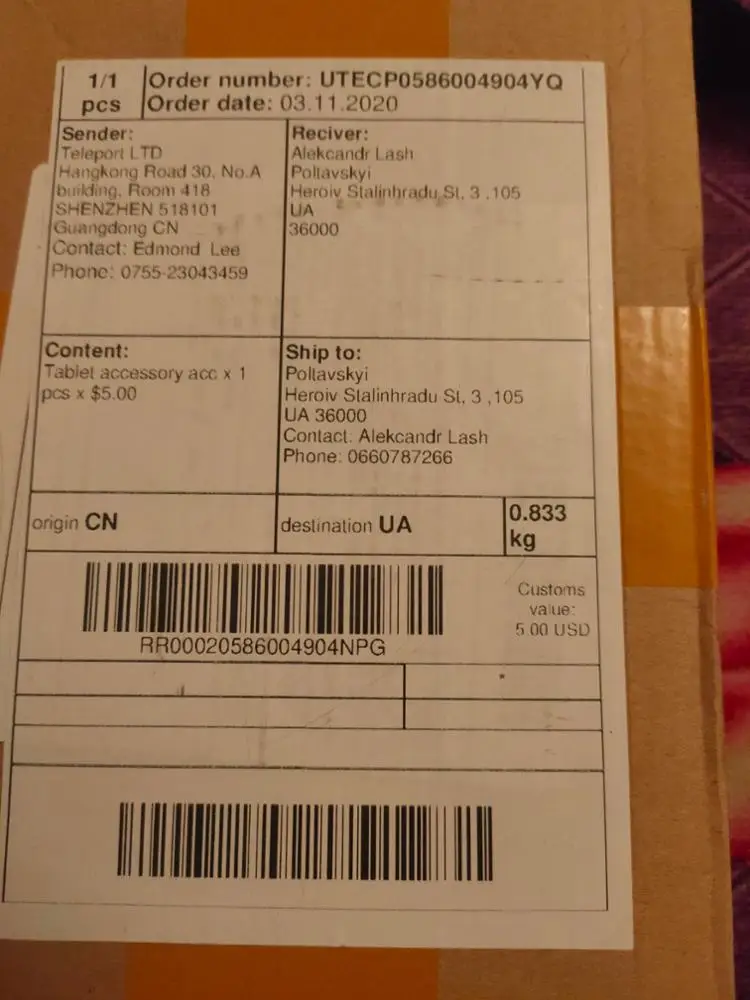 1/1
pcs
Order number: UTECP0586004904YQ
Order date: 03.11.2020
Sender:
Teleport LTD
Hangkong Road 30, No.A
building, Room 418
SHENZHEN 518101
Guangdong CN
Contact: Edmond Lee
Phone: 0755-23043459
Reciver:
Alekcandr Lash
Poltavskyi
Heroiv Stalinhradu St, 3 ,105
UA
36000
Content:
Tablet accessory acc x 1
pcs x $5.00
Ship to:
Poltavskyi
Heroiv Stalinhradu St, 3 ,105
UA 36000
Contact: Alekcandr Lash
Phone: 0660787266
origin CN
destination UA
0.833
kg
RR00020586004904NPG
Customs
value:
5.00 USD